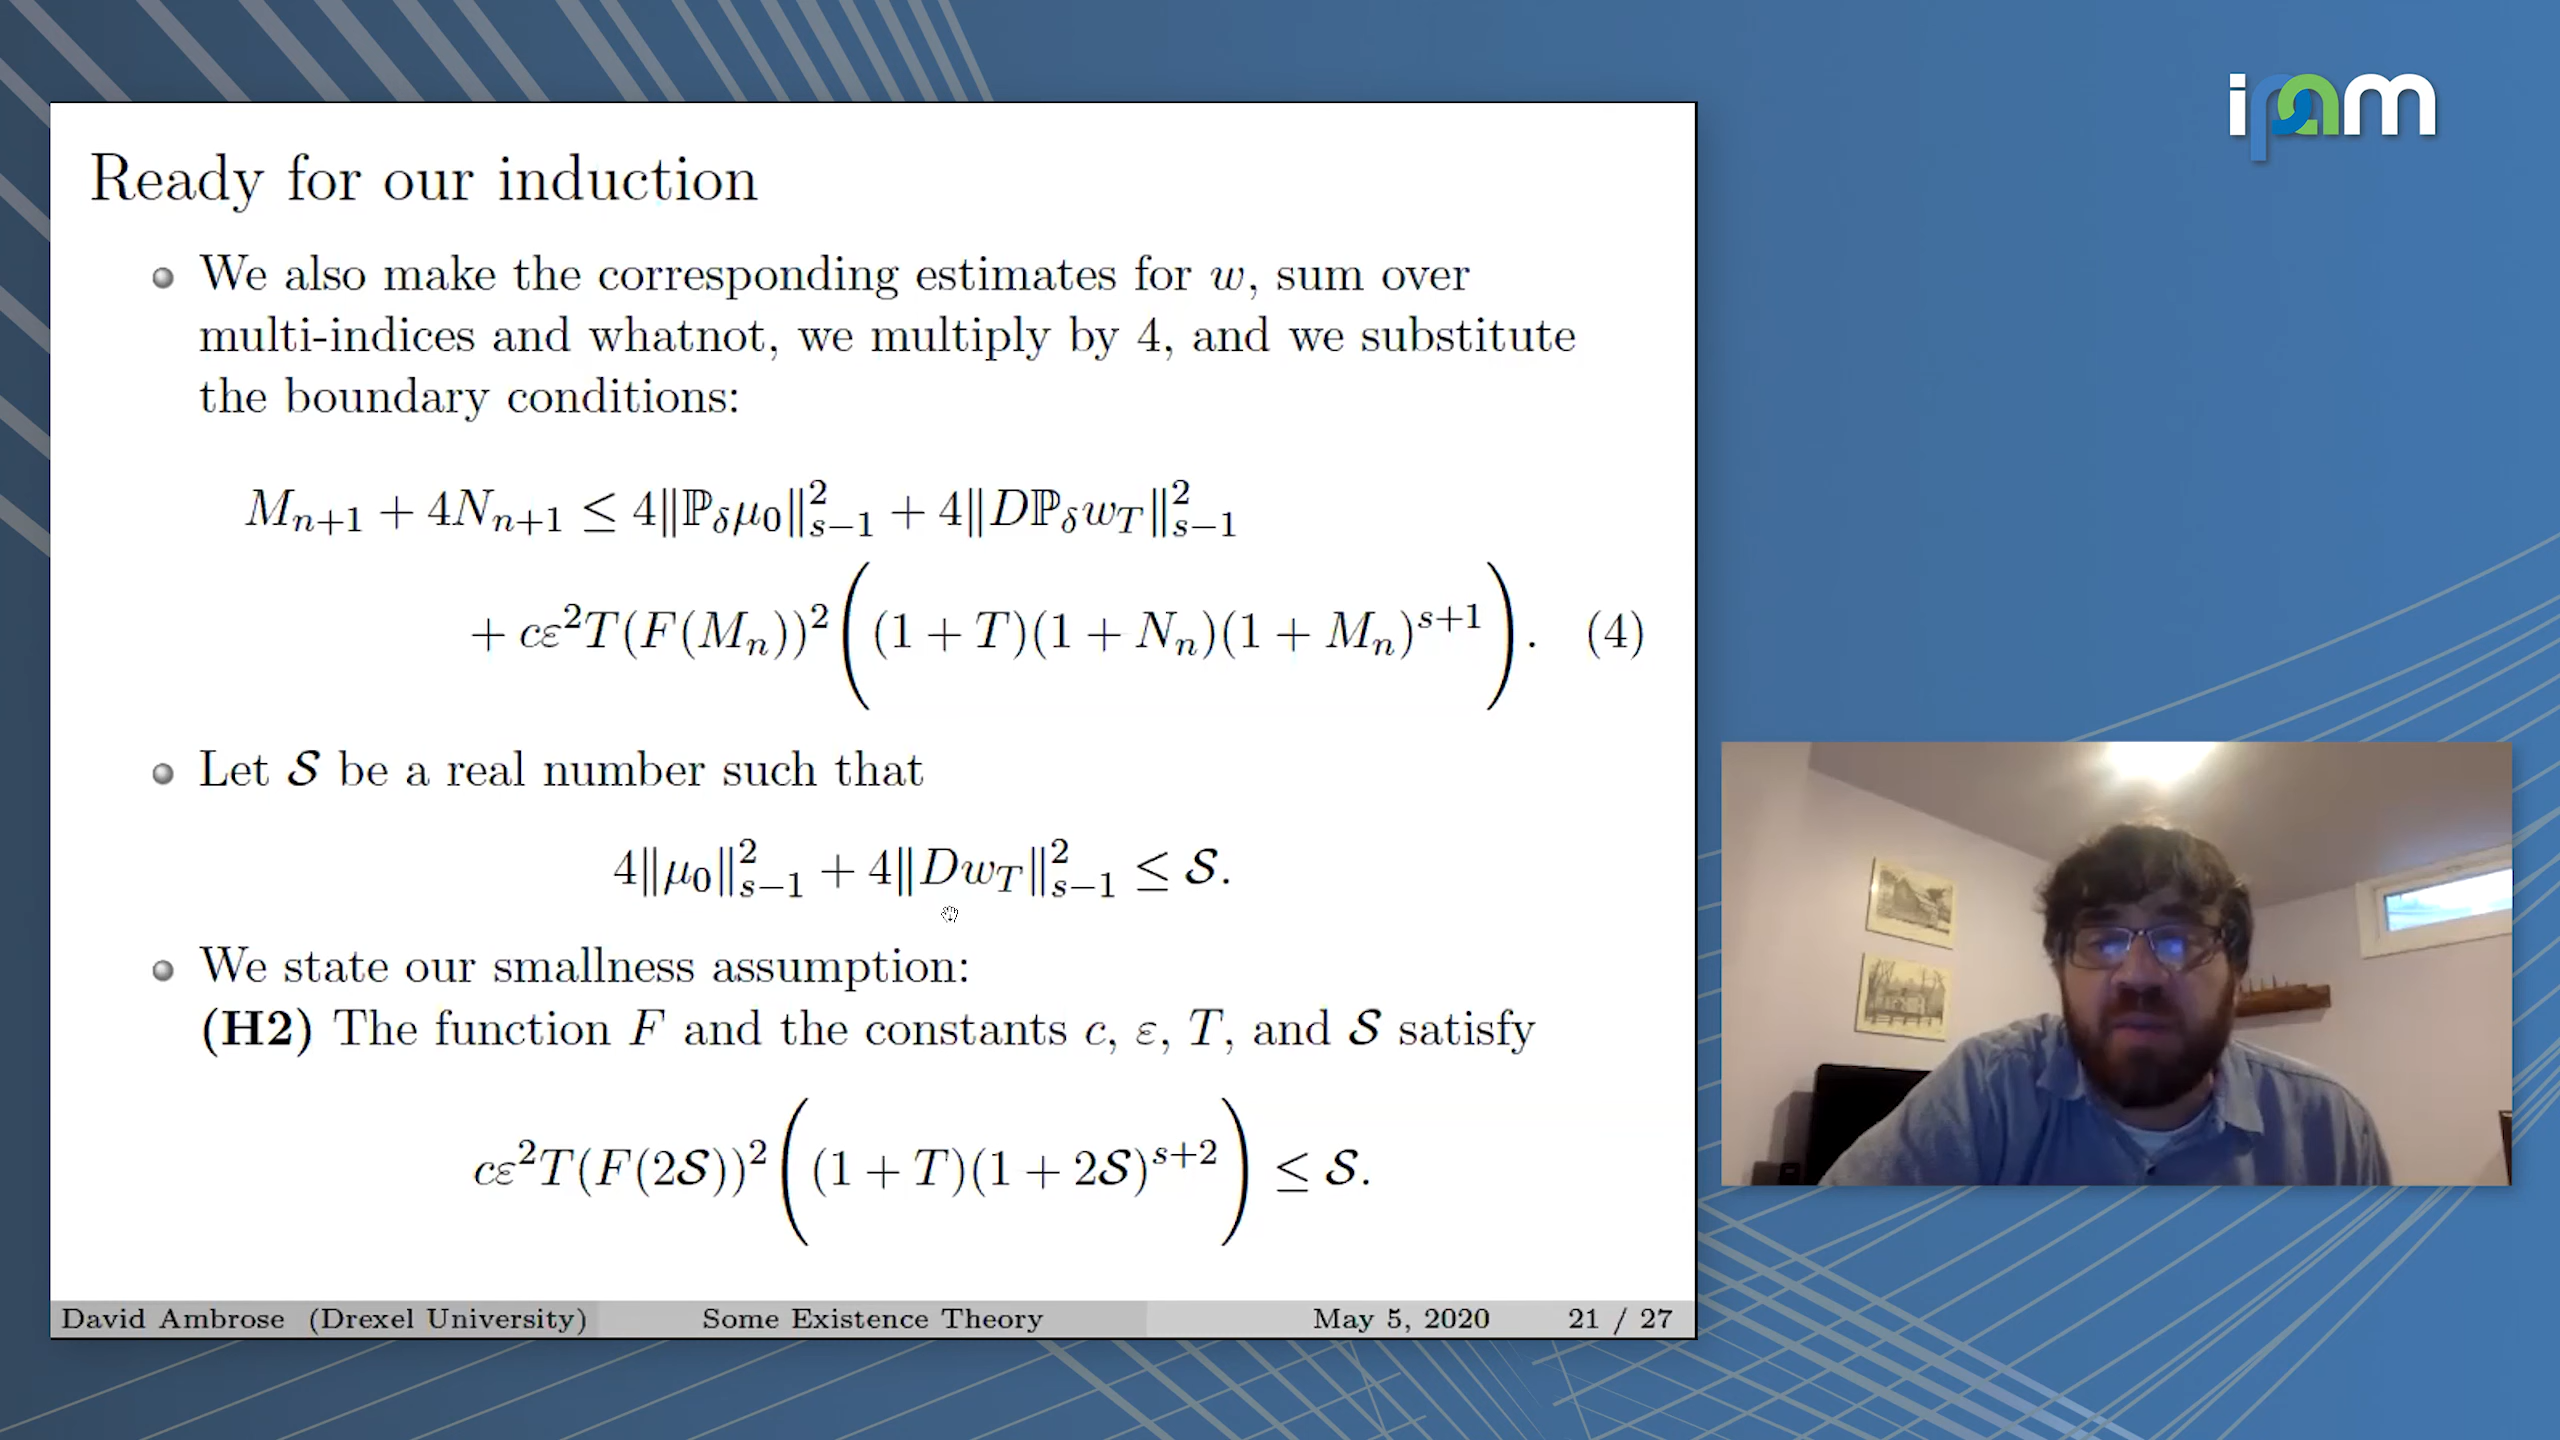 ipam
Ready for our induction
We also make the corresponding estimates for w, sum over
multi-indices and whatnot, we multiply by 4, and we substitute
the boundary conditions:
M_{n+1} + 4N_{n+1} ≤ 4‖ℙ_δμ_0‖²_{s−1} + 4‖Dℙ_δw_T‖²_{s−1}
+ cε²T(F(M_n))²((1 + T)(1 + N_n)(1 + M_n)^{s+1}). (4)
Let 𝒮 be a real number such that
4‖μ_0‖²_{s−1} + 4‖Dw_T‖²_{s−1} ≤ 𝒮.
We state our smallness assumption:
(H2) The function F and the constants c, ε, T, and 𝒮 satisfy
cε²T(F(2𝒮))²((1 + T)(1 + 2𝒮)^{s+2}) ≤ 𝒮.
David Ambrose (Drexel University) Some Existence Theory May 5, 2020 21 / 27